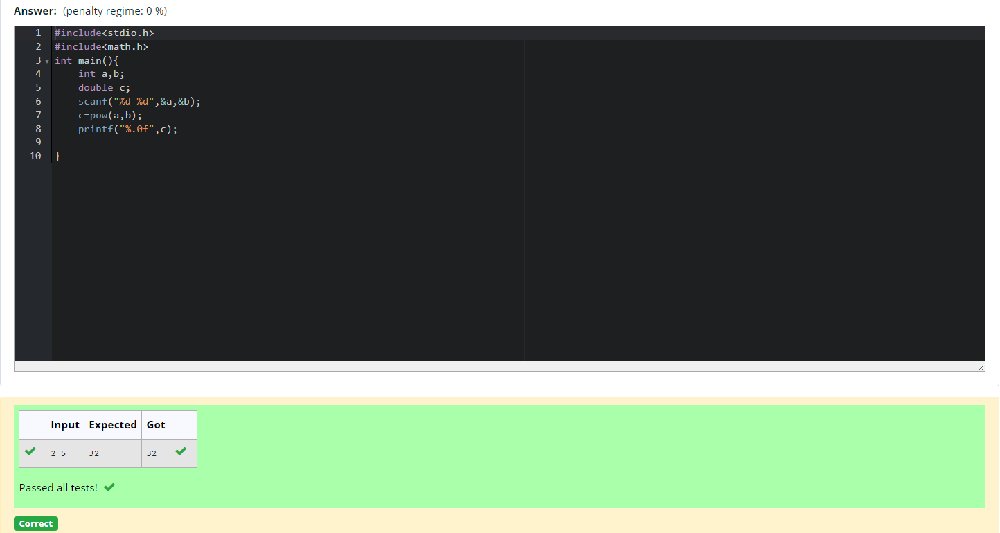 Answer: (penalty regime: 0 %)
1 #include<stdio.h>
2 #include<math.h>
3 int main(){
4     int a,b;
5     double c;
6     scanf("%d %d",&a,&b);
7     c=pow(a,b);
8     printf("%.0f",c);
9
10 }
Input Expected Got
2 5 32 32
Passed all tests!
Correct